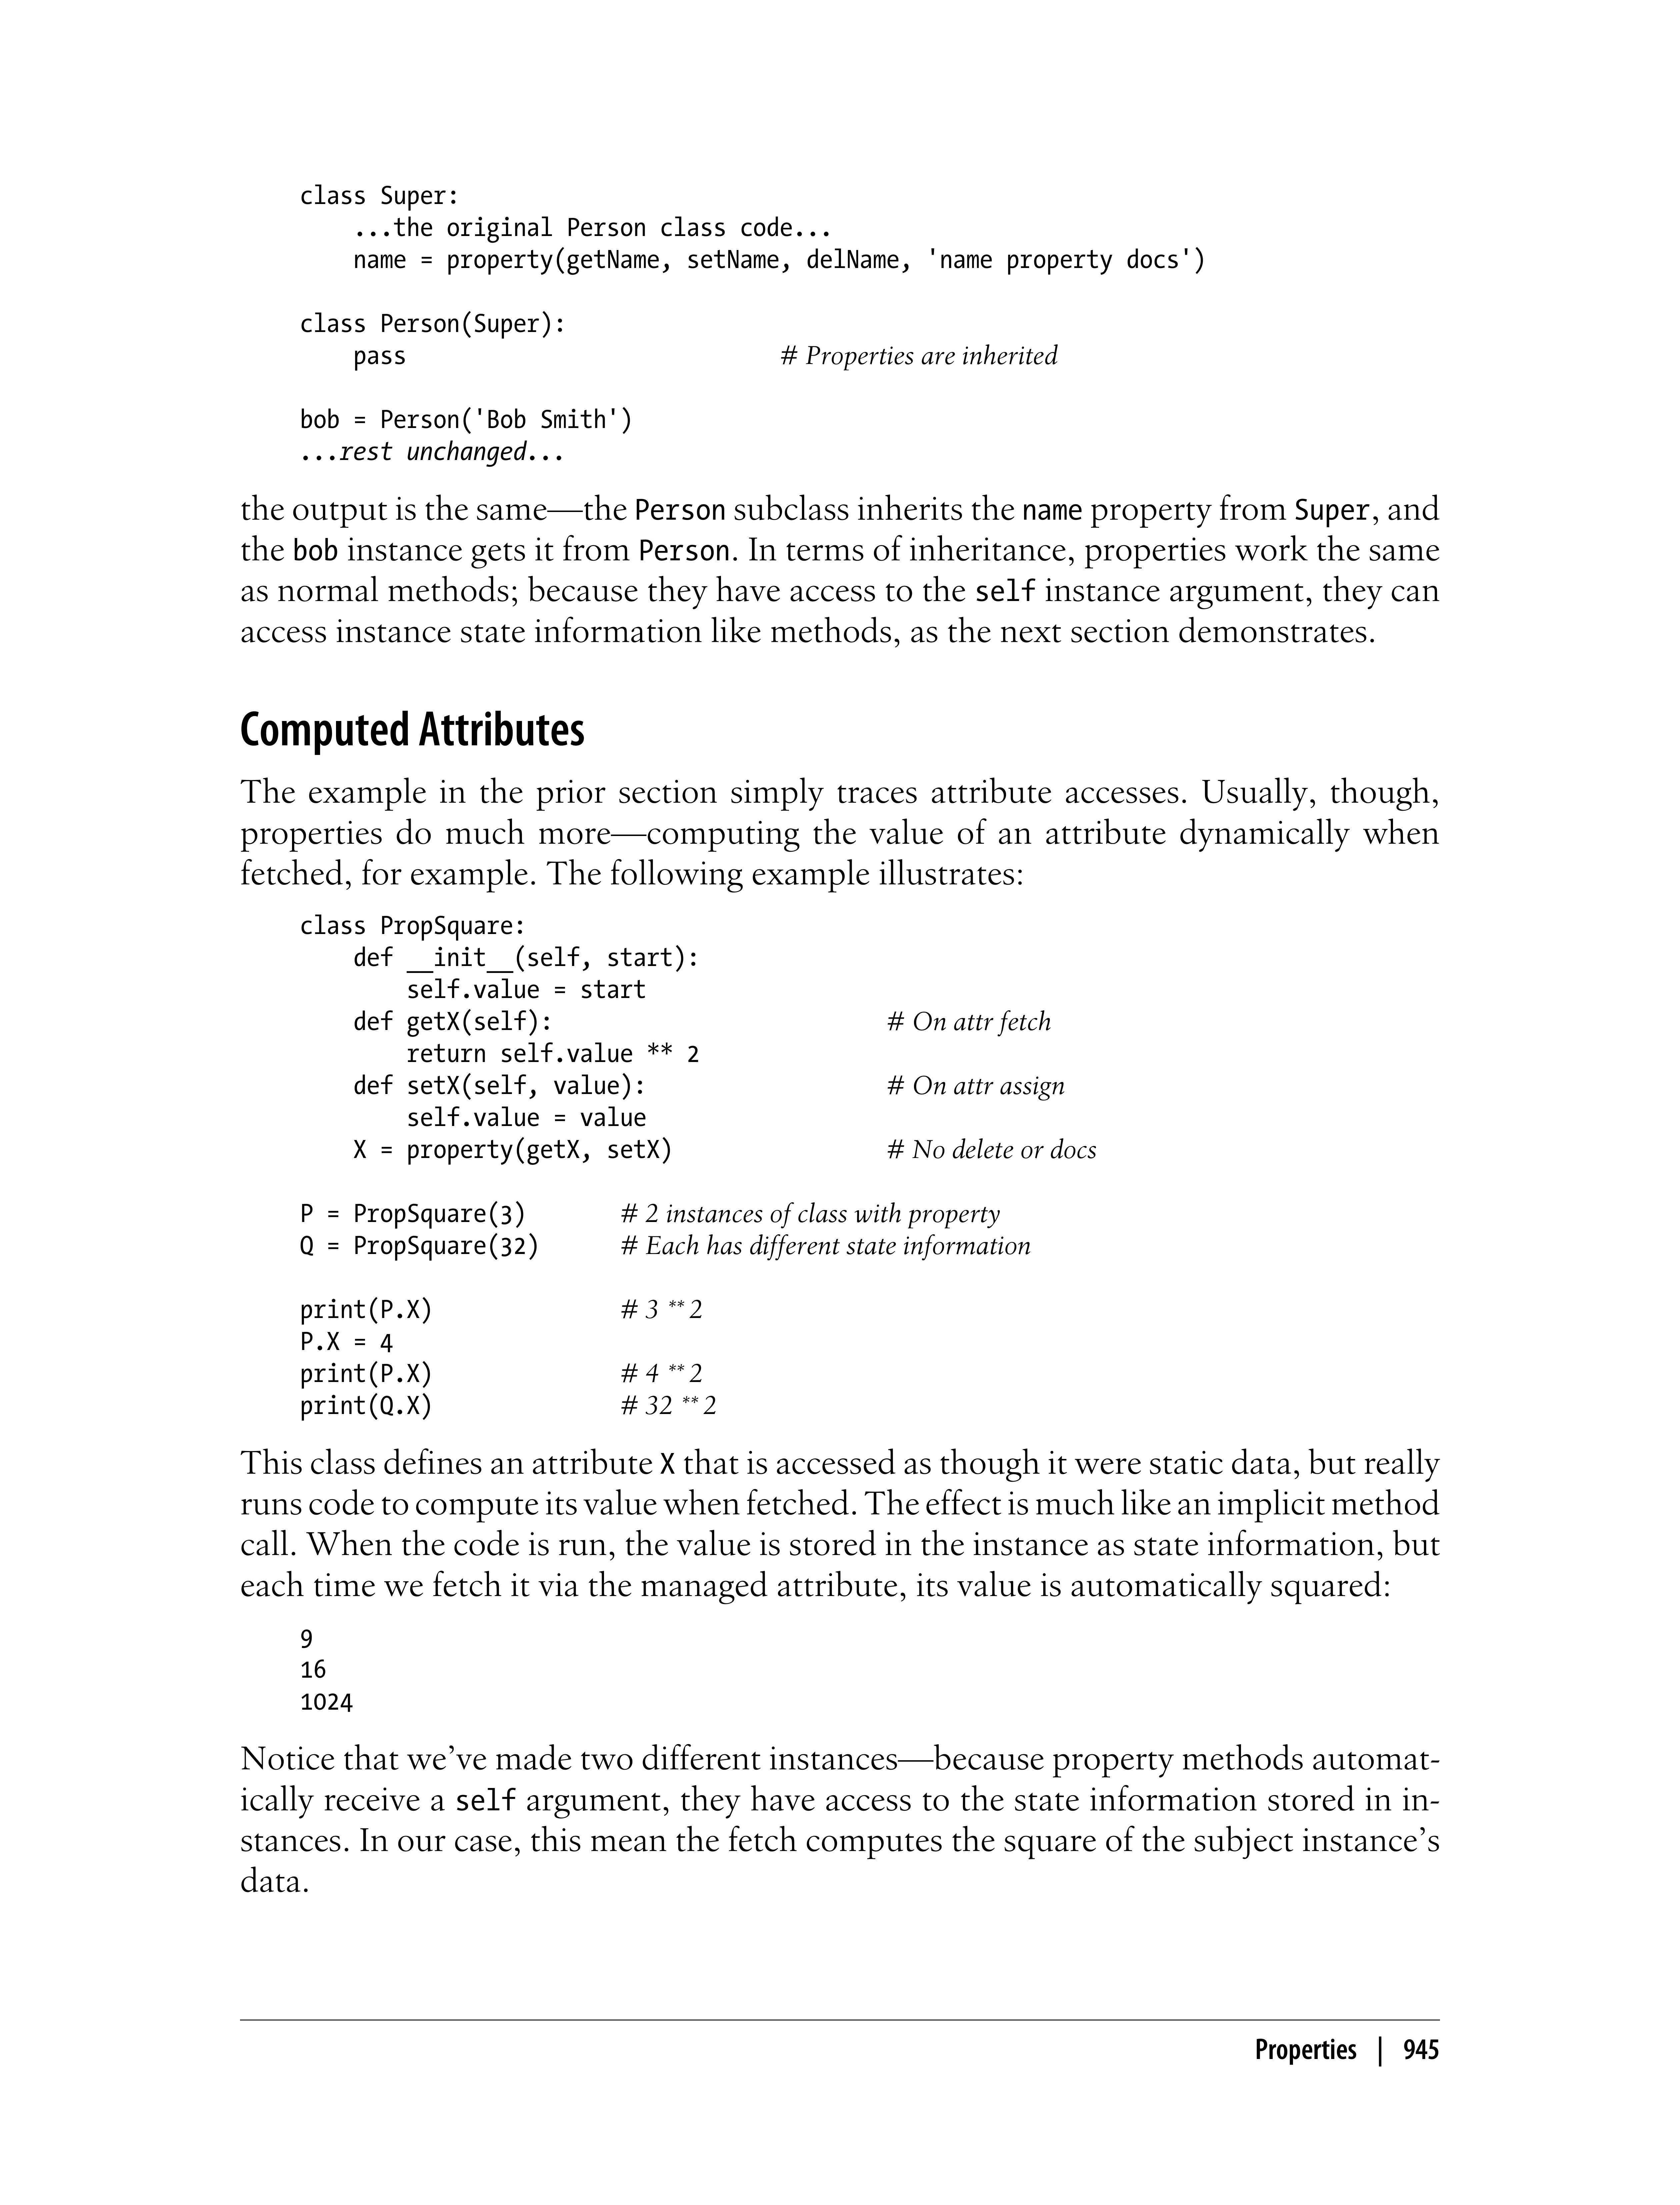 class Super:
    ...the original Person class code...
    name = property(getName, setName, delName, 'name property docs')

class Person(Super):
    pass                            # Properties are inherited

bob = Person('Bob Smith')
...rest unchanged...
the output is the same—the Person subclass inherits the name property from Super, and
the bob instance gets it from Person. In terms of inheritance, properties work the same
as normal methods; because they have access to the self instance argument, they can
access instance state information like methods, as the next section demonstrates.
Computed Attributes
The example in the prior section simply traces attribute accesses. Usually, though,
properties do much more—computing the value of an attribute dynamically when
fetched, for example. The following example illustrates:
class PropSquare:
    def __init__(self, start):
        self.value = start
    def getX(self):                         # On attr fetch
        return self.value ** 2
    def setX(self, value):                  # On attr assign
        self.value = value
    X = property(getX, setX)                # No delete or docs

P = PropSquare(3)       # 2 instances of class with property
Q = PropSquare(32)      # Each has different state information

print(P.X)              # 3 ** 2
P.X = 4
print(P.X)              # 4 ** 2
print(Q.X)              # 32 ** 2
This class defines an attribute X that is accessed as though it were static data, but really
runs code to compute its value when fetched. The effect is much like an implicit method
call. When the code is run, the value is stored in the instance as state information, but
each time we fetch it via the managed attribute, its value is automatically squared:
9
16
1024
Notice that we've made two different instances—because property methods automat-
ically receive a self argument, they have access to the state information stored in in-
stances. In our case, this mean the fetch computes the square of the subject instance's
data.
Properties | 945